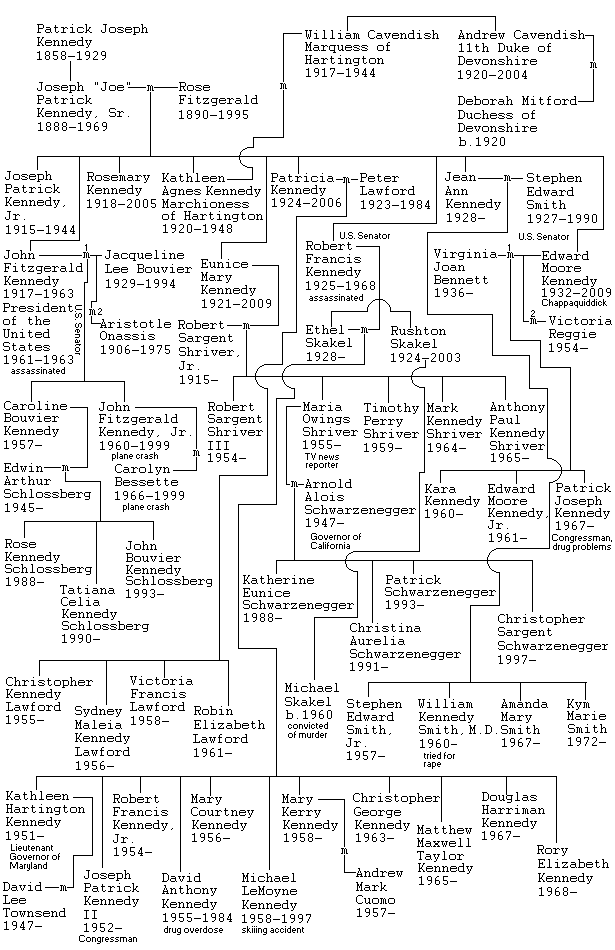 Patrick Joseph
Kennedy
1858-1929
William Cavendish
Marquess of
Hartington
1917-1944
Andrew Cavendish
11th Duke of
Devonshire
1920-2004
Joseph "Joe"
Patrick
Kennedy, Sr.
1888-1969
m
Rose
Fitzgerald
1890-1995
m
m
Deborah Mitford
Duchess of
Devonshire
b.1920
Joseph
Patrick
Kennedy,
Jr.
1915-1944
Rosemary
Kennedy
1918-2005
Kathleen
Agnes Kennedy
Marchioness
of Hartington
1920-1948
Patricia
Kennedy
1924-2006
m
Peter
Lawford
1923-1984
Jean
Ann
Kennedy
1928-
m
Stephen
Edward
Smith
1927-1990
John
Fitzgerald
Kennedy
1917-1963
President
of the
United
States
1961-1963
assassinated
U.S. Senator
1
m
Jacqueline
Lee Bouvier
1929-1994
m2
Aristotle
Onassis
1906-1975
Eunice
Mary
Kennedy
1921-2009
Robert
Sargent
Shriver,
Jr.
1915-
m
U.S. Senator
Robert
Francis
Kennedy
1925-1968
assassinated
Ethel
Skakel
1928-
m
Rushton
Skakel
1924-2003
U.S. Senator
Virginia
Joan
Bennett
1936-
1
m
Edward
Moore
Kennedy
1932-2009
Chappaquiddick
2
m
Victoria
Reggie
1954-
Caroline
Bouvier
Kennedy
1957-
John
Fitzgerald
Kennedy, Jr.
1960-1999
plane crash
m
Carolyn
Bessette
1966-1999
plane crash
Edwin
Arthur
Schlossberg
1945-
m
Robert
Sargent
Shriver
III
1954-
Maria
Owings
Shriver
1955-
TV news
reporter
Timothy
Perry
Shriver
1959-
Mark
Kennedy
Shriver
1964-
Anthony
Paul
Kennedy
Shriver
1965-
m
Arnold
Alois
Schwarzenegger
1947-
Governor of
California
Kara
Kennedy
1960-
Edward
Moore
Kennedy,
Jr.
1961-
Patrick
Joseph
Kennedy
1967-
Congressman,
drug problems
Rose
Kennedy
Schlossberg
1988-
Tatiana
Celia
Kennedy
Schlossberg
1990-
John
Bouvier
Kennedy
Schlossberg
1993-
Katherine
Eunice
Schwarzenegger
1988-
Christina
Aurelia
Schwarzenegger
1991-
Patrick
Schwarzenegger
1993-
Christopher
Sargent
Schwarzenegger
1997-
Christopher
Kennedy
Lawford
1955-
Sydney
Maleia
Kennedy
Lawford
1956-
Victoria
Francis
Lawford
1958-
Robin
Elizabeth
Lawford
1961-
Michael
Skakel
b.1960
convicted
of murder
Stephen
Edward
Smith,
Jr.
1957-
William
Kennedy
Smith, M.D.
1960-
tried for
rape
Amanda
Mary
Smith
1967-
Kym
Marie
Smith
1972-
Kathleen
Hartington
Kennedy
1951-
Lieutenant
Governor of
Maryland
David
Lee
Townsend
1947-
m
Joseph
Patrick
Kennedy
II
1952-
Congressman
Robert
Francis
Kennedy,
Jr.
1954-
David
Anthony
Kennedy
1955-1984
drug overdose
Mary
Courtney
Kennedy
1956-
Michael
LeMoyne
Kennedy
1958-1997
skiiing accident
Mary
Kerry
Kennedy
1958-
m
Andrew
Mark
Cuomo
1957-
Christopher
George
Kennedy
1963-
Matthew
Maxwell
Taylor
Kennedy
1965-
Douglas
Harriman
Kennedy
1967-
Rory
Elizabeth
Kennedy
1968-